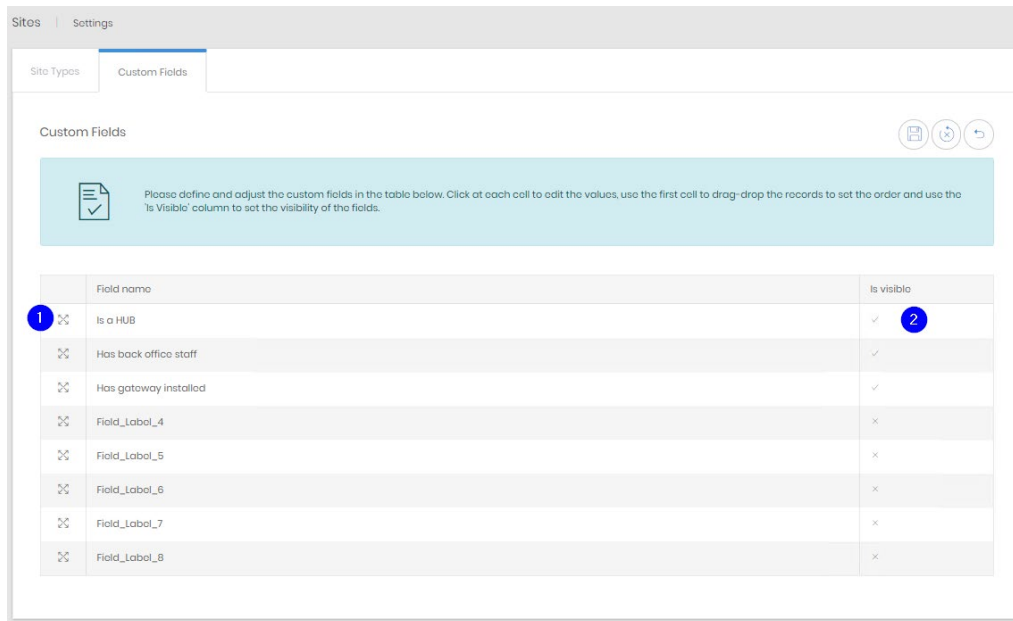 Sites | Settings
Site Types Custom Fields
Custom Fields
Please define and adjust the custom fields in the table below. Click at each cell to edit the values, use the first cell to drag-drop the records to set the order and use the
'Is Visible' column to set the visibility of the fields.
Field name Is visible
1 Is a HUB 2
Has back office staff
Has gateway installed
Field_Label_4
Field_Label_5
Field_Label_6
Field_Label_7
Field_Label_8